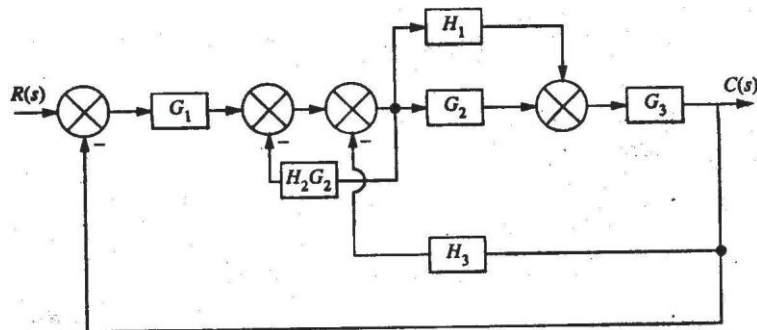 H₁
R(s)
G₁
G₂
G₃
C(s)
−
−
−
H₂G₂
H₃